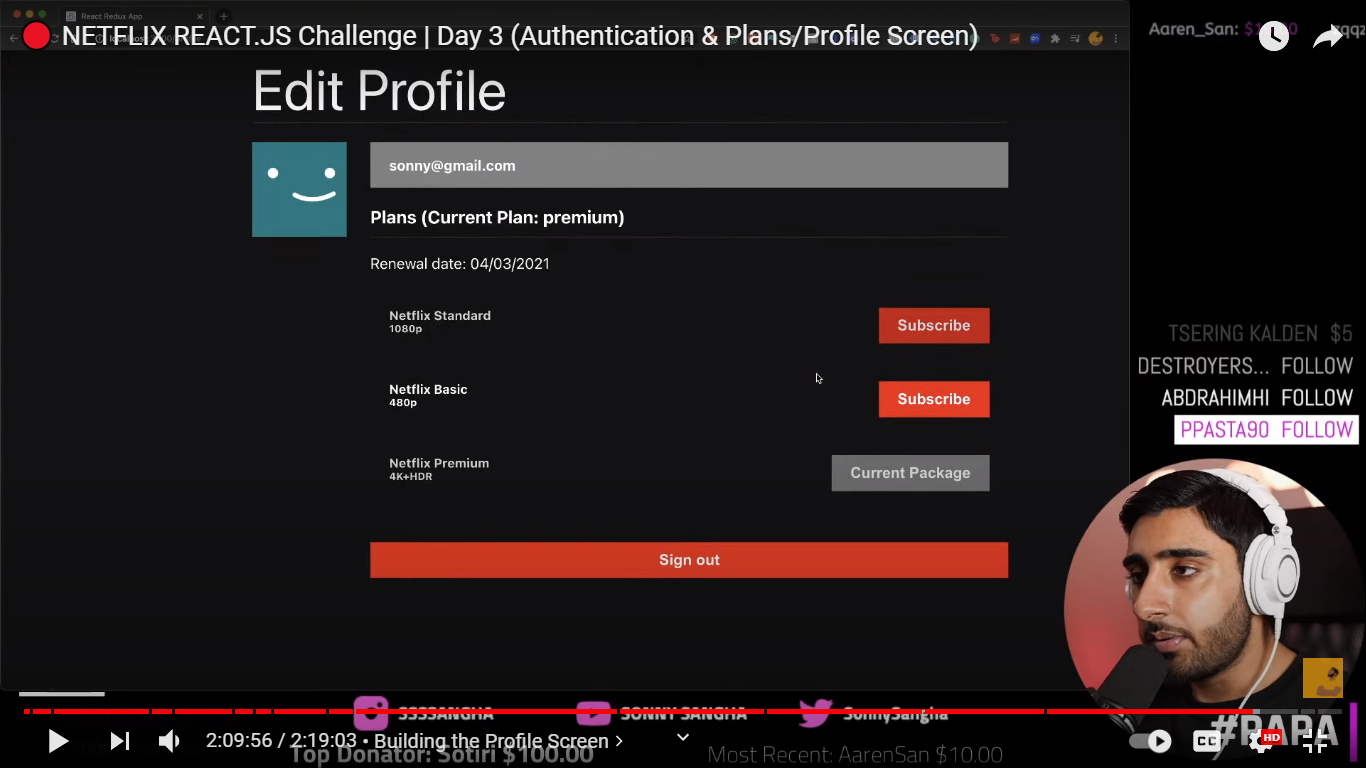 React Redux App
NETFLIX REACT.JS Challenge | Day 3 (Authentication & Plans/Profile Screen)
Aaren_San:
Edit Profile
sonny@gmail.com
Plans (Current Plan: premium)
Renewal date: 04/03/2021
Netflix Standard
1080p
Subscribe
Netflix Basic
480p
Subscribe
Netflix Premium
4K+HDR
Current Package
Sign out
TSERING KALDEN $5
DESTROYERS... FOLLOW
ABDRAHIMHI FOLLOW
PPASTA90 FOLLOW
SSSSANGHA
SONNY SANGHA
SonnySangha
#PAPA
2:09:56 / 2:19:03 • Building the Profile Screen >
CC
HD
Top Donator: Sotiri $100.00
Most Recent: AarenSan $10.00